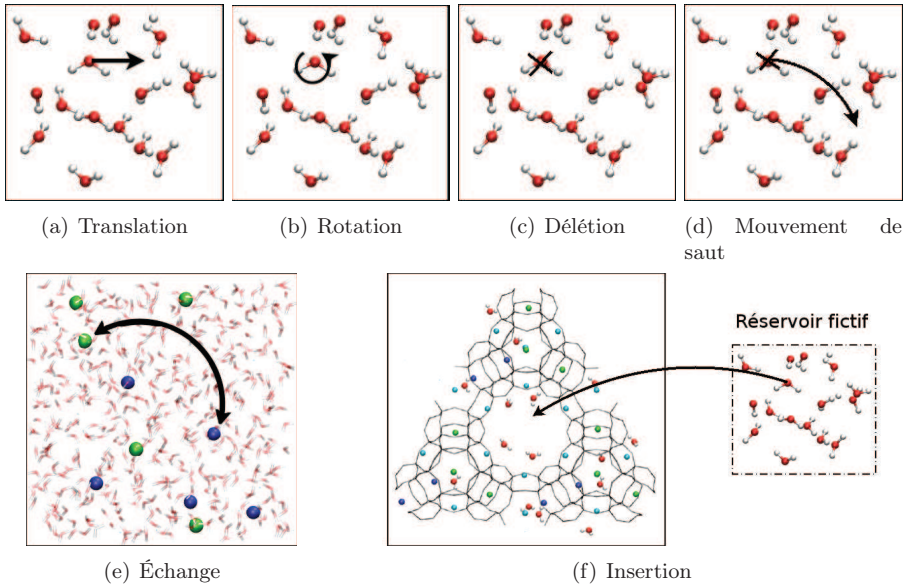 (a) Translation
(b) Rotation
(c) Délétion
(d) Mouvement de
saut
Réservoir fictif
(e) Échange
(f) Insertion